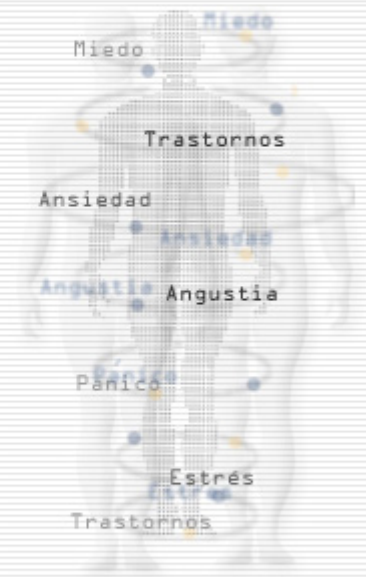 Miedo
Miedo
Trastornos
Ansiedad
Ansiedad
Angustia
Angustia
Pánico
Pánico
Estrés
Estrés
Trastornos